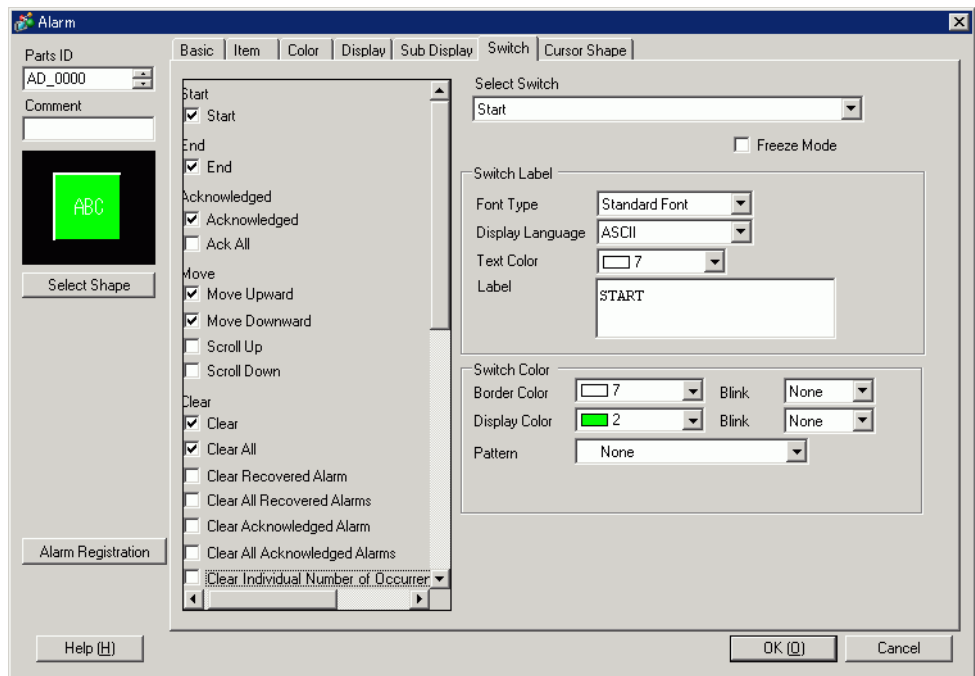 Alarm
Parts ID
AD_0000
Comment
ABC
Select Shape
Alarm Registration
Help (H)
Basic Item Color Display Sub Display Switch Cursor Shape
Start
Start
End
End
Acknowledged
Acknowledged
Ack All
Move
Move Upward
Move Downward
Scroll Up
Scroll Down
Clear
Clear
Clear All
Clear Recovered Alarm
Clear All Recovered Alarms
Clear Acknowledged Alarm
Clear All Acknowledged Alarms
Clear Individual Number of Occurrer
Select Switch
Start
Freeze Mode
Switch Label
Font Type Standard Font
Display Language ASCII
Text Color 7
Label START
Switch Color
Border Color 7 Blink None
Display Color 2 Blink None
Pattern None
OK (O) Cancel